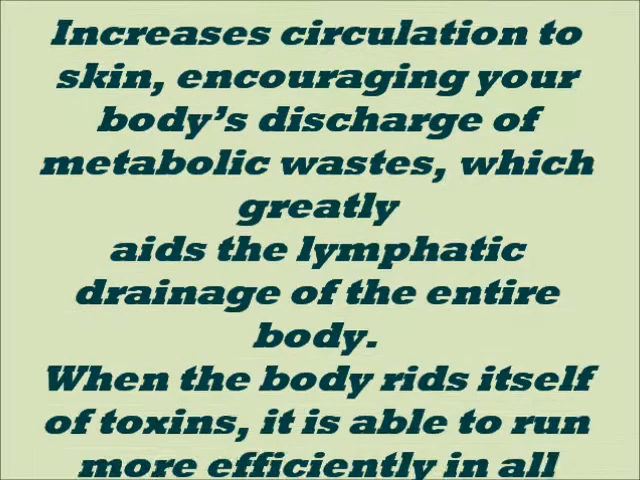 Increases circulation to
skin, encouraging your
body’s discharge of
metabolic wastes, which
greatly
aids the lymphatic
drainage of the entire
body.
When the body rids itself
of toxins, it is able to run
more efficiently in all